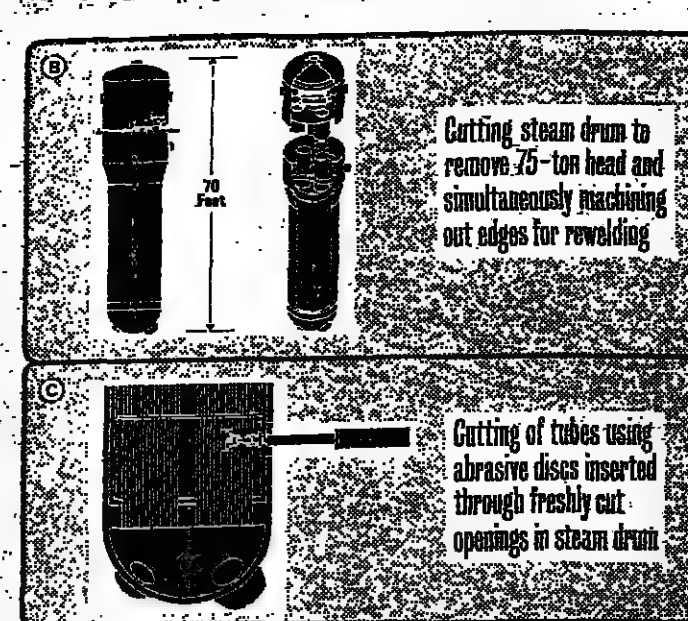 B
70
Feet
Cutting steam drum to
remove 75-ton head and
simultaneously machining
out edges for rewelding
C
Cutting of tubes using
abrasive discs inserted
through freshly cut
openings in steam drum